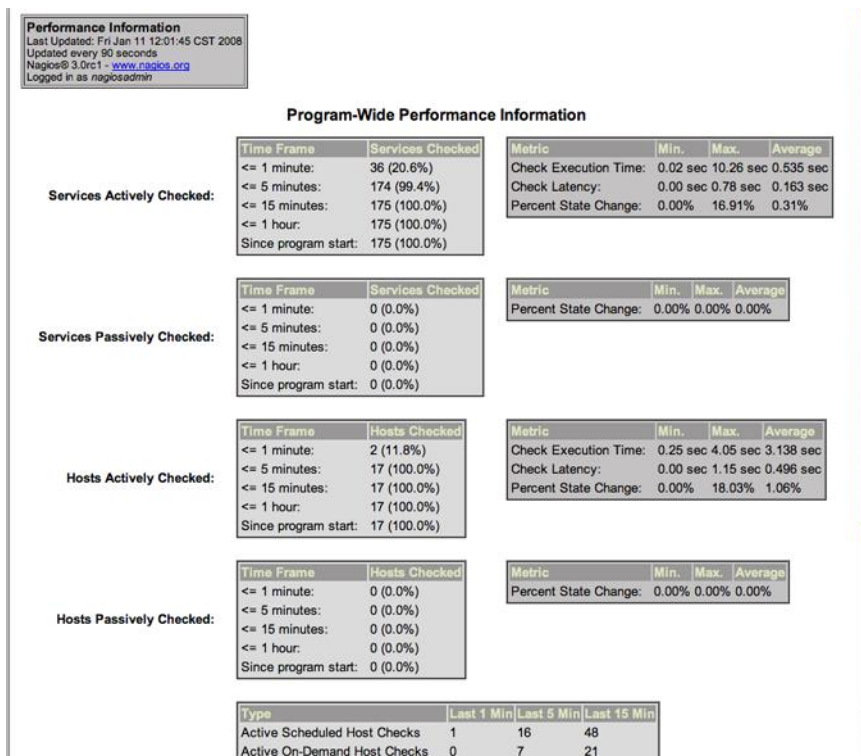 Performance Information
Last Updated: Fri Jan 11 12:01:45 CST 2008
Updated every 90 seconds
Nagios® 3.0rc1 - www.nagios.org
Logged in as nagiosadmin
Program-Wide Performance Information
Services Actively Checked:
Time Frame Services Checked
<= 1 minute: 36 (20.6%)
<= 5 minutes: 174 (99.4%)
<= 15 minutes: 175 (100.0%)
<= 1 hour: 175 (100.0%)
Since program start: 175 (100.0%)
Metric Min. Max. Average
Check Execution Time: 0.02 sec 10.26 sec 0.535 sec
Check Latency: 0.00 sec 0.78 sec 0.163 sec
Percent State Change: 0.00% 16.91% 0.31%
Services Passively Checked:
Time Frame Services Checked
<= 1 minute: 0 (0.0%)
<= 5 minutes: 0 (0.0%)
<= 15 minutes: 0 (0.0%)
<= 1 hour: 0 (0.0%)
Since program start: 0 (0.0%)
Metric Min. Max. Average
Percent State Change: 0.00% 0.00% 0.00%
Hosts Actively Checked:
Time Frame Hosts Checked
<= 1 minute: 2 (11.8%)
<= 5 minutes: 17 (100.0%)
<= 15 minutes: 17 (100.0%)
<= 1 hour: 17 (100.0%)
Since program start: 17 (100.0%)
Metric Min. Max. Average
Check Execution Time: 0.25 sec 4.05 sec 3.138 sec
Check Latency: 0.00 sec 1.15 sec 0.496 sec
Percent State Change: 0.00% 18.03% 1.06%
Hosts Passively Checked:
Time Frame Hosts Checked
<= 1 minute: 0 (0.0%)
<= 5 minutes: 0 (0.0%)
<= 15 minutes: 0 (0.0%)
<= 1 hour: 0 (0.0%)
Since program start: 0 (0.0%)
Metric Min. Max. Average
Percent State Change: 0.00% 0.00% 0.00%
Type Last 1 Min Last 5 Min Last 15 Min
Active Scheduled Host Checks 1 16 48
Active On-Demand Host Checks 0 7 21